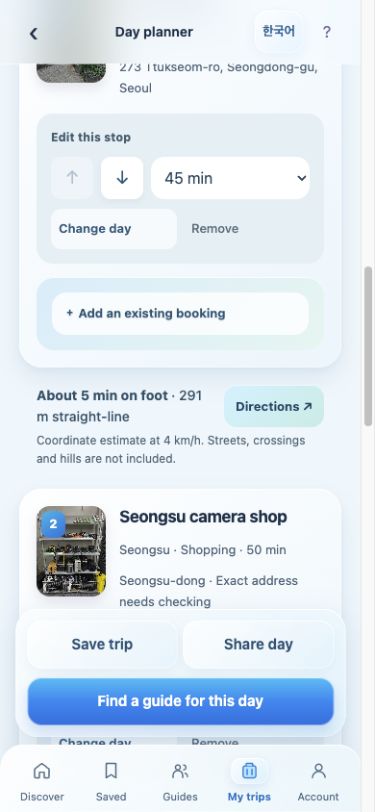 Day planner
한국어
?
273 Ttukseom-ro, Seongdong-gu,
Seoul
Edit this stop
45 min
Change day
Remove
+ Add an existing booking
About 5 min on foot · 291
m straight-line
Directions ↗
Coordinate estimate at 4 km/h. Streets, crossings
and hills are not included.
2
Seongsu camera shop
Seongsu · Shopping · 50 min
Seongsu-dong · Exact address
needs checking
Save trip
Share day
Find a guide for this day
Change day
Remove
Discover
Saved
Guides
My trips
Account